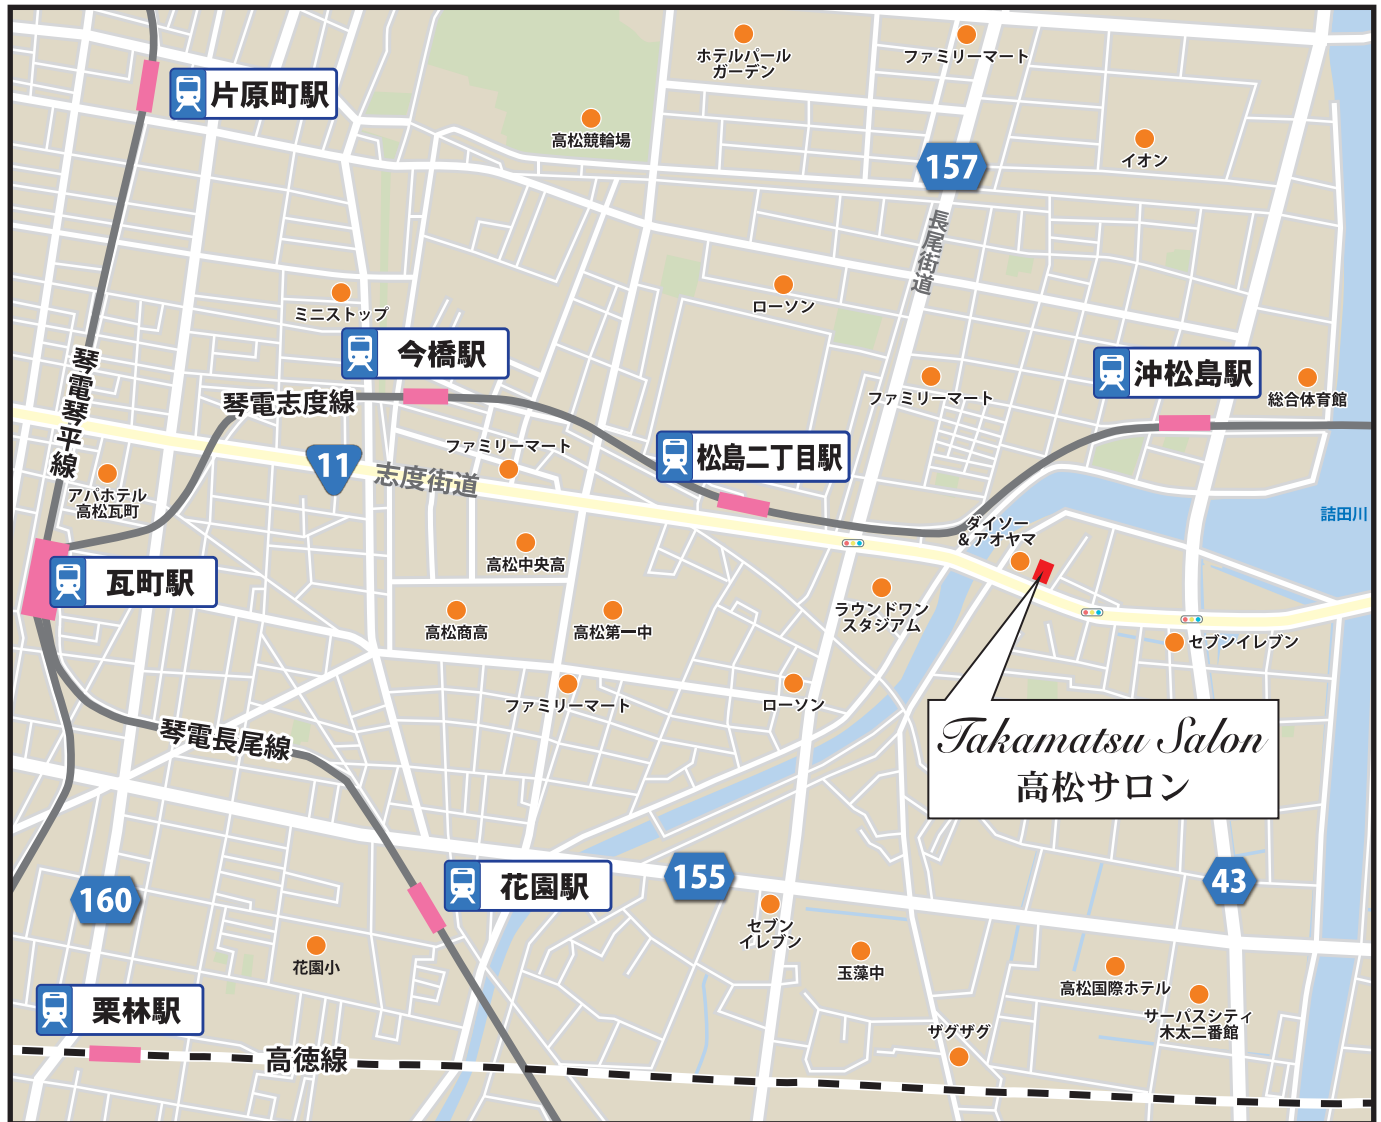 ホテルパール
ガーデン
ファミリーマート
片原町駅
高松競輪場
イオン
157
長尾街道
ミニストップ
ローソン
今橋駅
琴電琴平線
琴電志度線
ファミリーマート
沖松島駅
総合体育館
ファミリーマート
11
志度街道
松島二丁目駅
アパホテル
高松瓦町
詰田川
ダイソー
&アオヤマ
高松中央高
瓦町駅
高松商高
高松第一中
ラウンドワン
スタジアム
セブンイレブン
ファミリーマート
ローソン
琴電長尾線
Takamatsu Salon
高松サロン
160
花園駅
155
43
セブン
イレブン
花園小
玉藻中
高松国際ホテル
サーパスシティ
木太二番館
栗林駅
ザグザグ
高徳線